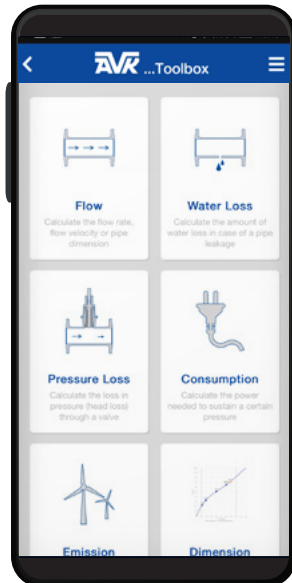 AVK ...Toolbox
Flow
Calculate the flow rate,
flow velocity or pipe
dimension
Water Loss
Calculate the amount of
water loss in case of a pipe
leakage
Pressure Loss
Calculate the loss in
pressure (head loss)
through a valve
Consumption
Calculate the power
needed to sustain a certain
pressure
Emission
Dimension